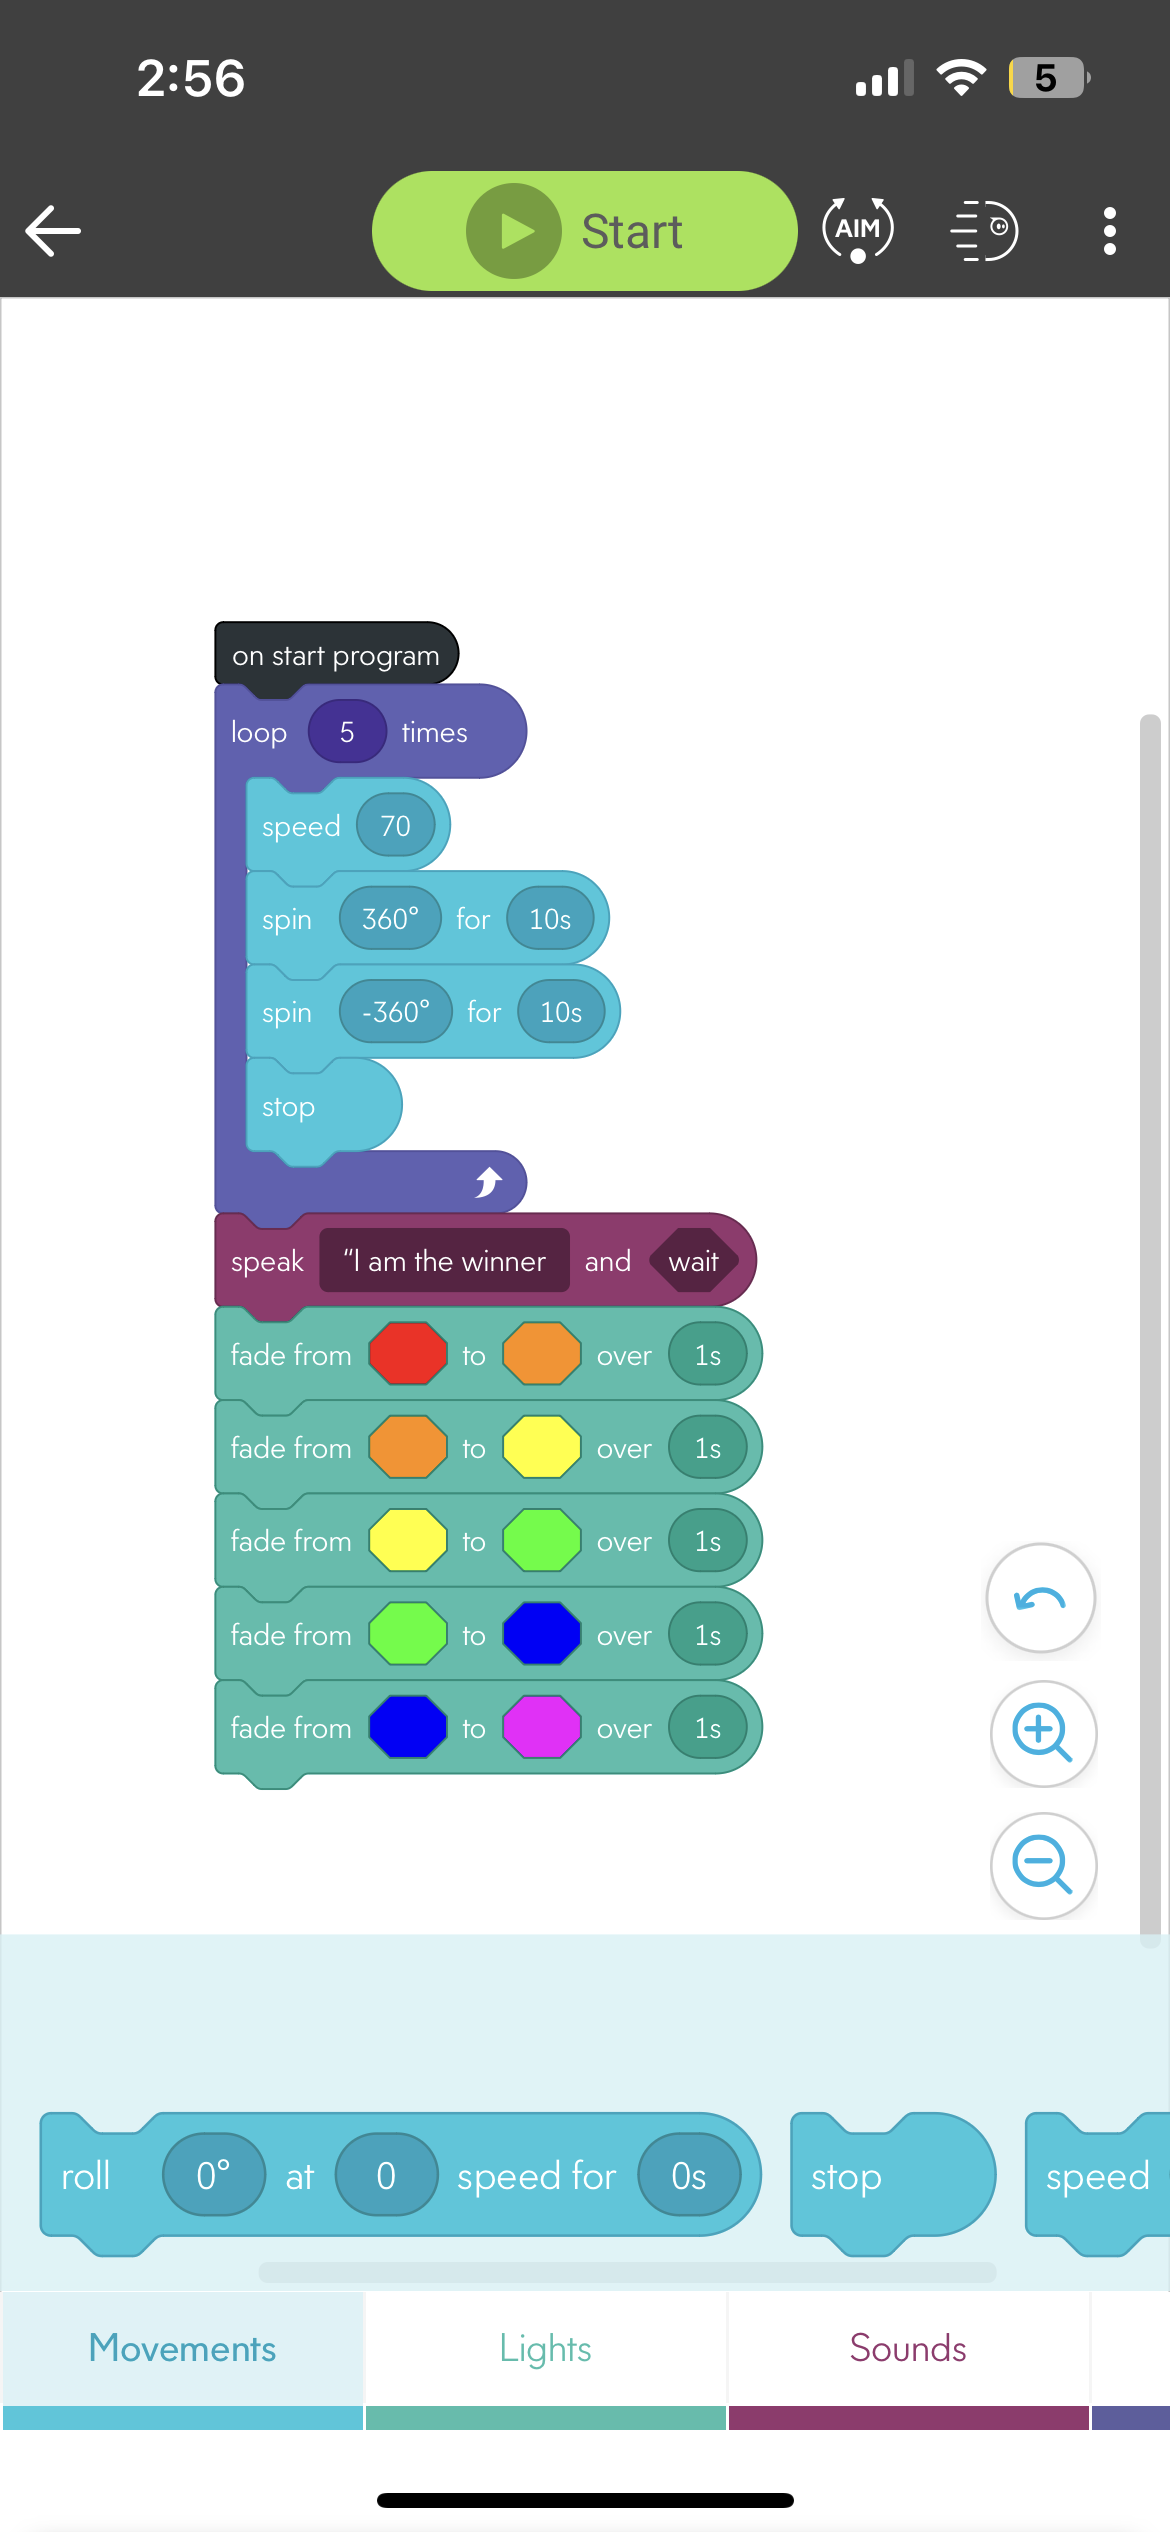 2:56
5
Start
AIM
on start program
loop 5 times
speed 70
spin 360° for 10s
spin -360° for 10s
stop
speak “I am the winner and wait
fade from to over 1s
fade from to over 1s
fade from to over 1s
fade from to over 1s
fade from to over 1s
roll 0° at 0 speed for 0s
stop
speed
Movements
Lights
Sounds